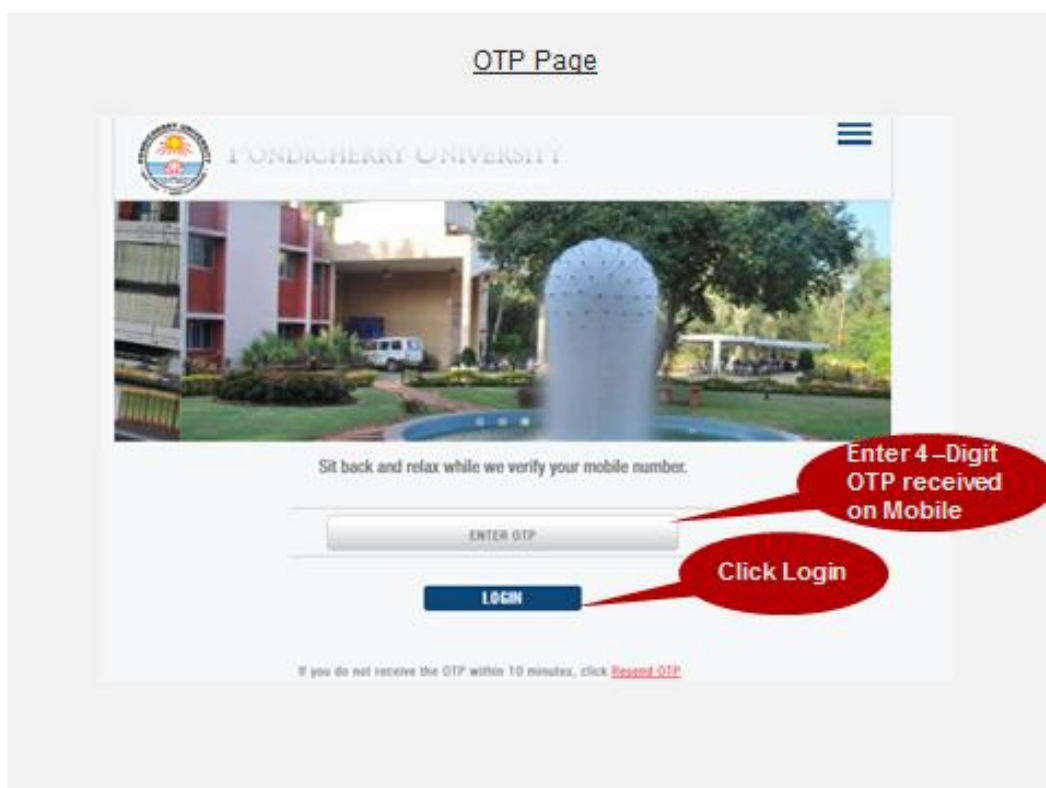 OTP Page
PONDICHERRY UNIVERSITY
Sit back and relax while we verify your mobile number.
Enter 4–Digit
OTP received
on Mobile
ENTER OTP
Click Login
LOGIN
If you do not receive the OTP within 10 minutes, click Resend OTP